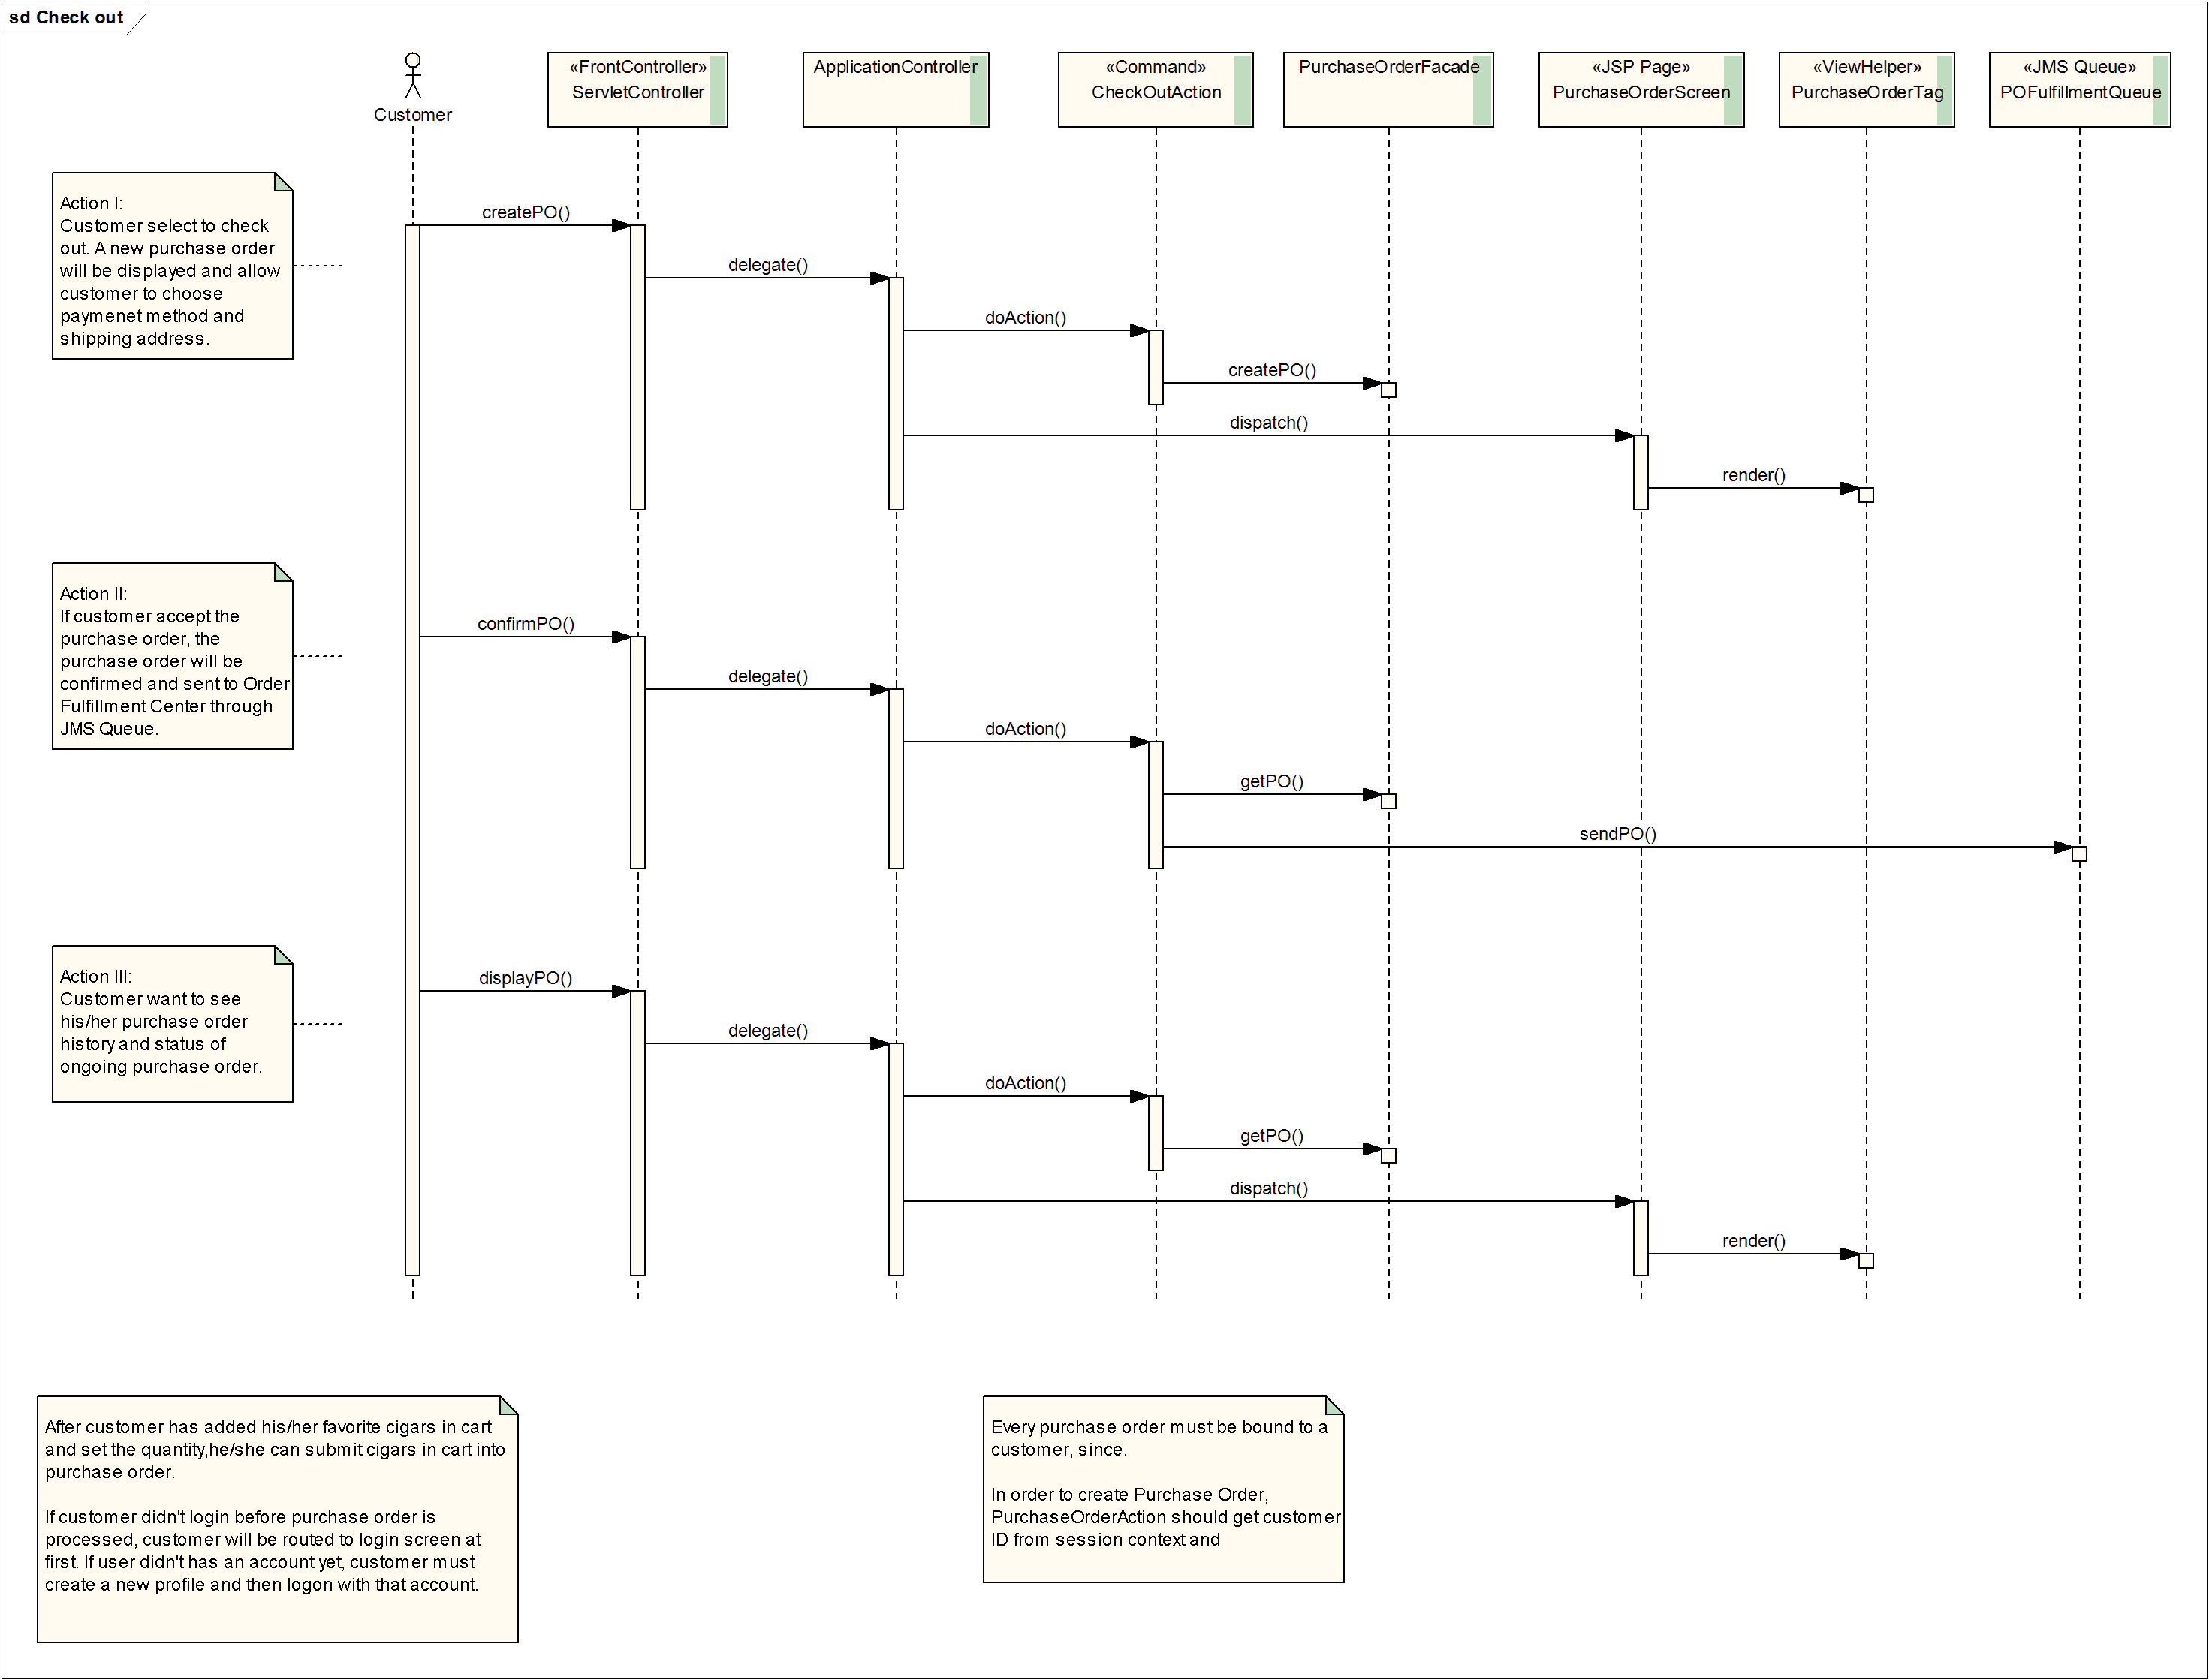 sd Check out
Customer
«FrontController»
ServletController
ApplicationController
«Command»
CheckOutAction
PurchaseOrderFacade
«JSP Page»
PurchaseOrderScreen
«ViewHelper»
PurchaseOrderTag
«JMS Queue»
POFulfillmentQueue
Action I:
Customer select to check
out. A new purchase order
will be displayed and allow
customer to choose
paymenet method and
shipping address.
createPO()
delegate()
doAction()
createPO()
dispatch()
render()
Action II:
If customer accept the
purchase order, the
purchase order will be
confirmed and sent to Order
Fulfillment Center through
JMS Queue.
confirmPO()
delegate()
doAction()
getPO()
sendPO()
Action III:
Customer want to see
his/her purchase order
history and status of
ongoing purchase order.
displayPO()
delegate()
doAction()
getPO()
dispatch()
render()
After customer has added his/her favorite cigars in cart
and set the quantity,he/she can submit cigars in cart into
purchase order.
If customer didn't login before purchase order is
processed, customer will be routed to login screen at
first. If user didn't has an account yet, customer must
create a new profile and then logon with that account.
Every purchase order must be bound to a
customer, since.
In order to create Purchase Order,
PurchaseOrderAction should get customer
ID from session context and